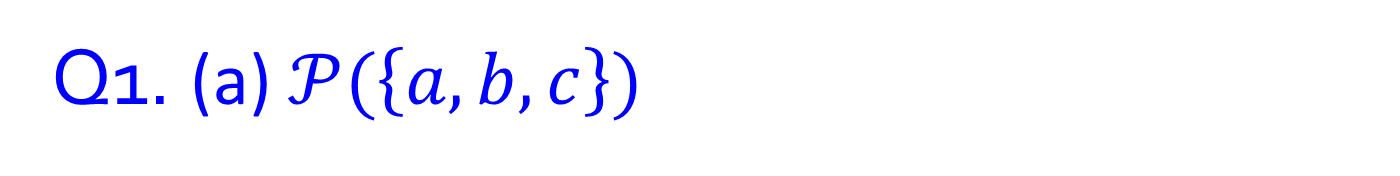 Q1. (a) 𝒫({𝑎, 𝑏, 𝑐})